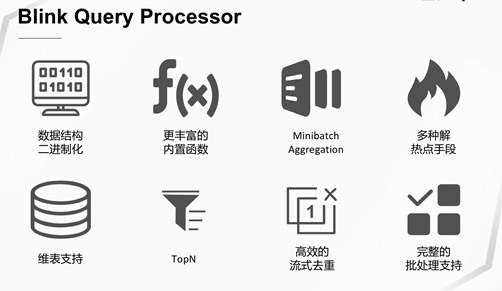 Blink Query Processor
00110
01010
f(x)
数据结构
二进制化
更丰富的
内置函数
Minibatch
Aggregation
多种解
热点手段
1
维表支持
TopN
高效的
流式去重
完整的
批处理支持